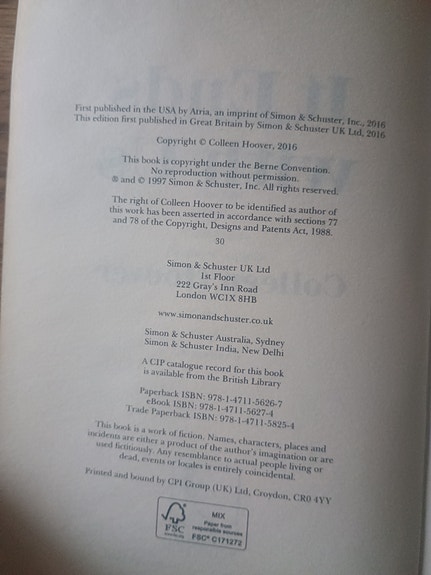 First published in the USA by Atria, an imprint of Simon & Schuster, Inc., 2016
This edition first published in Great Britain by Simon & Schuster UK Ltd, 2016
Copyright © Colleen Hoover, 2016
This book is copyright under the Berne Convention.
No reproduction without permission.
® and © 1997 Simon & Schuster, Inc. All rights reserved.
The right of Colleen Hoover to be identified as author of
this work has been asserted in accordance with sections 77
and 78 of the Copyright, Designs and Patents Act, 1988.
30
Simon & Schuster UK Ltd
1st Floor
222 Gray's Inn Road
London WC1X 8HB
www.simonandschuster.co.uk
Simon & Schuster Australia, Sydney
Simon & Schuster India, New Delhi
A CIP catalogue record for this book
is available from the British Library
Paperback ISBN: 978-1-4711-5626-7
eBook ISBN: 978-1-4711-5627-4
Trade Paperback ISBN: 978-1-4711-5825-4
This book is a work of fiction. Names, characters, places and
incidents are either a product of the author's imagination or are
used fictitiously. Any resemblance to actual people living or
dead, events or locales is entirely coincidental.
Printed and bound by CPI Group (UK) Ltd, Croydon, CR0 4YY
FSC
MIX
Paper from
responsible sources
FSC® C171272